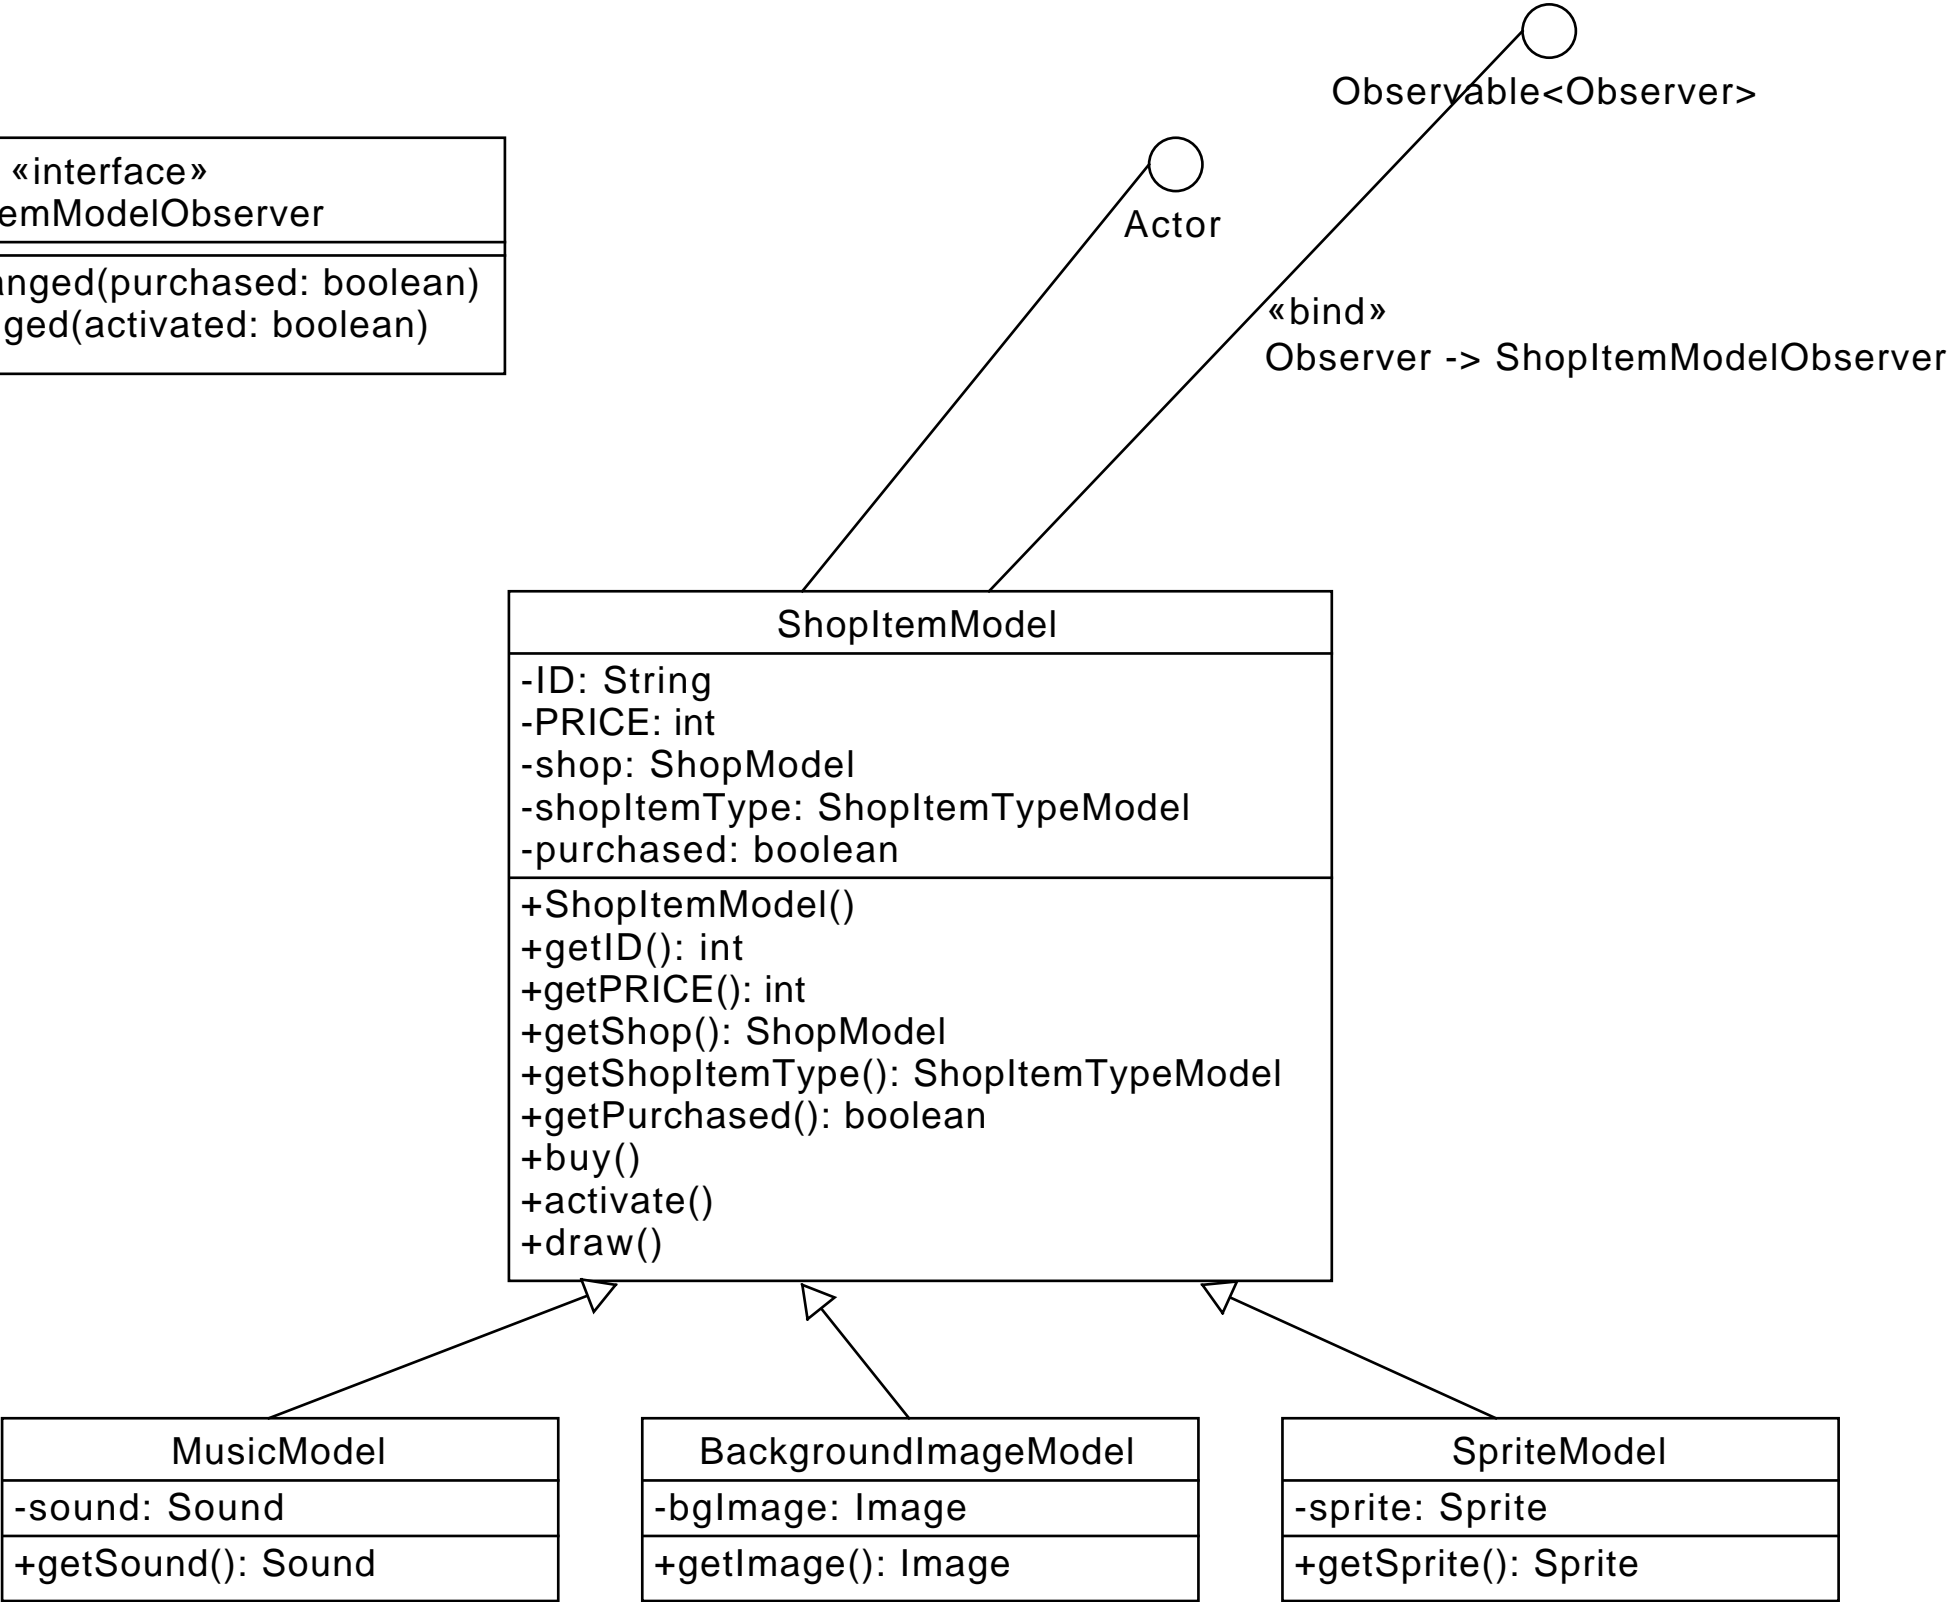 Observable<Observer>
«interface»
emModelObserver
Actor
anged(purchased: boolean)
ged(activated: boolean)
«bind»
Observer -> ShopItemModelObserver
ShopItemModel
-ID: String
-PRICE: int
-shop: ShopModel
-shopItemType: ShopItemTypeModel
-purchased: boolean
+ShopItemModel()
+getID(): int
+getPRICE(): int
+getShop(): ShopModel
+getShopItemType(): ShopItemTypeModel
+getPurchased(): boolean
+buy()
+activate()
+draw()
MusicModel
-sound: Sound
+getSound(): Sound
BackgroundImageModel
-bgImage: Image
+getImage(): Image
SpriteModel
-sprite: Sprite
+getSprite(): Sprite